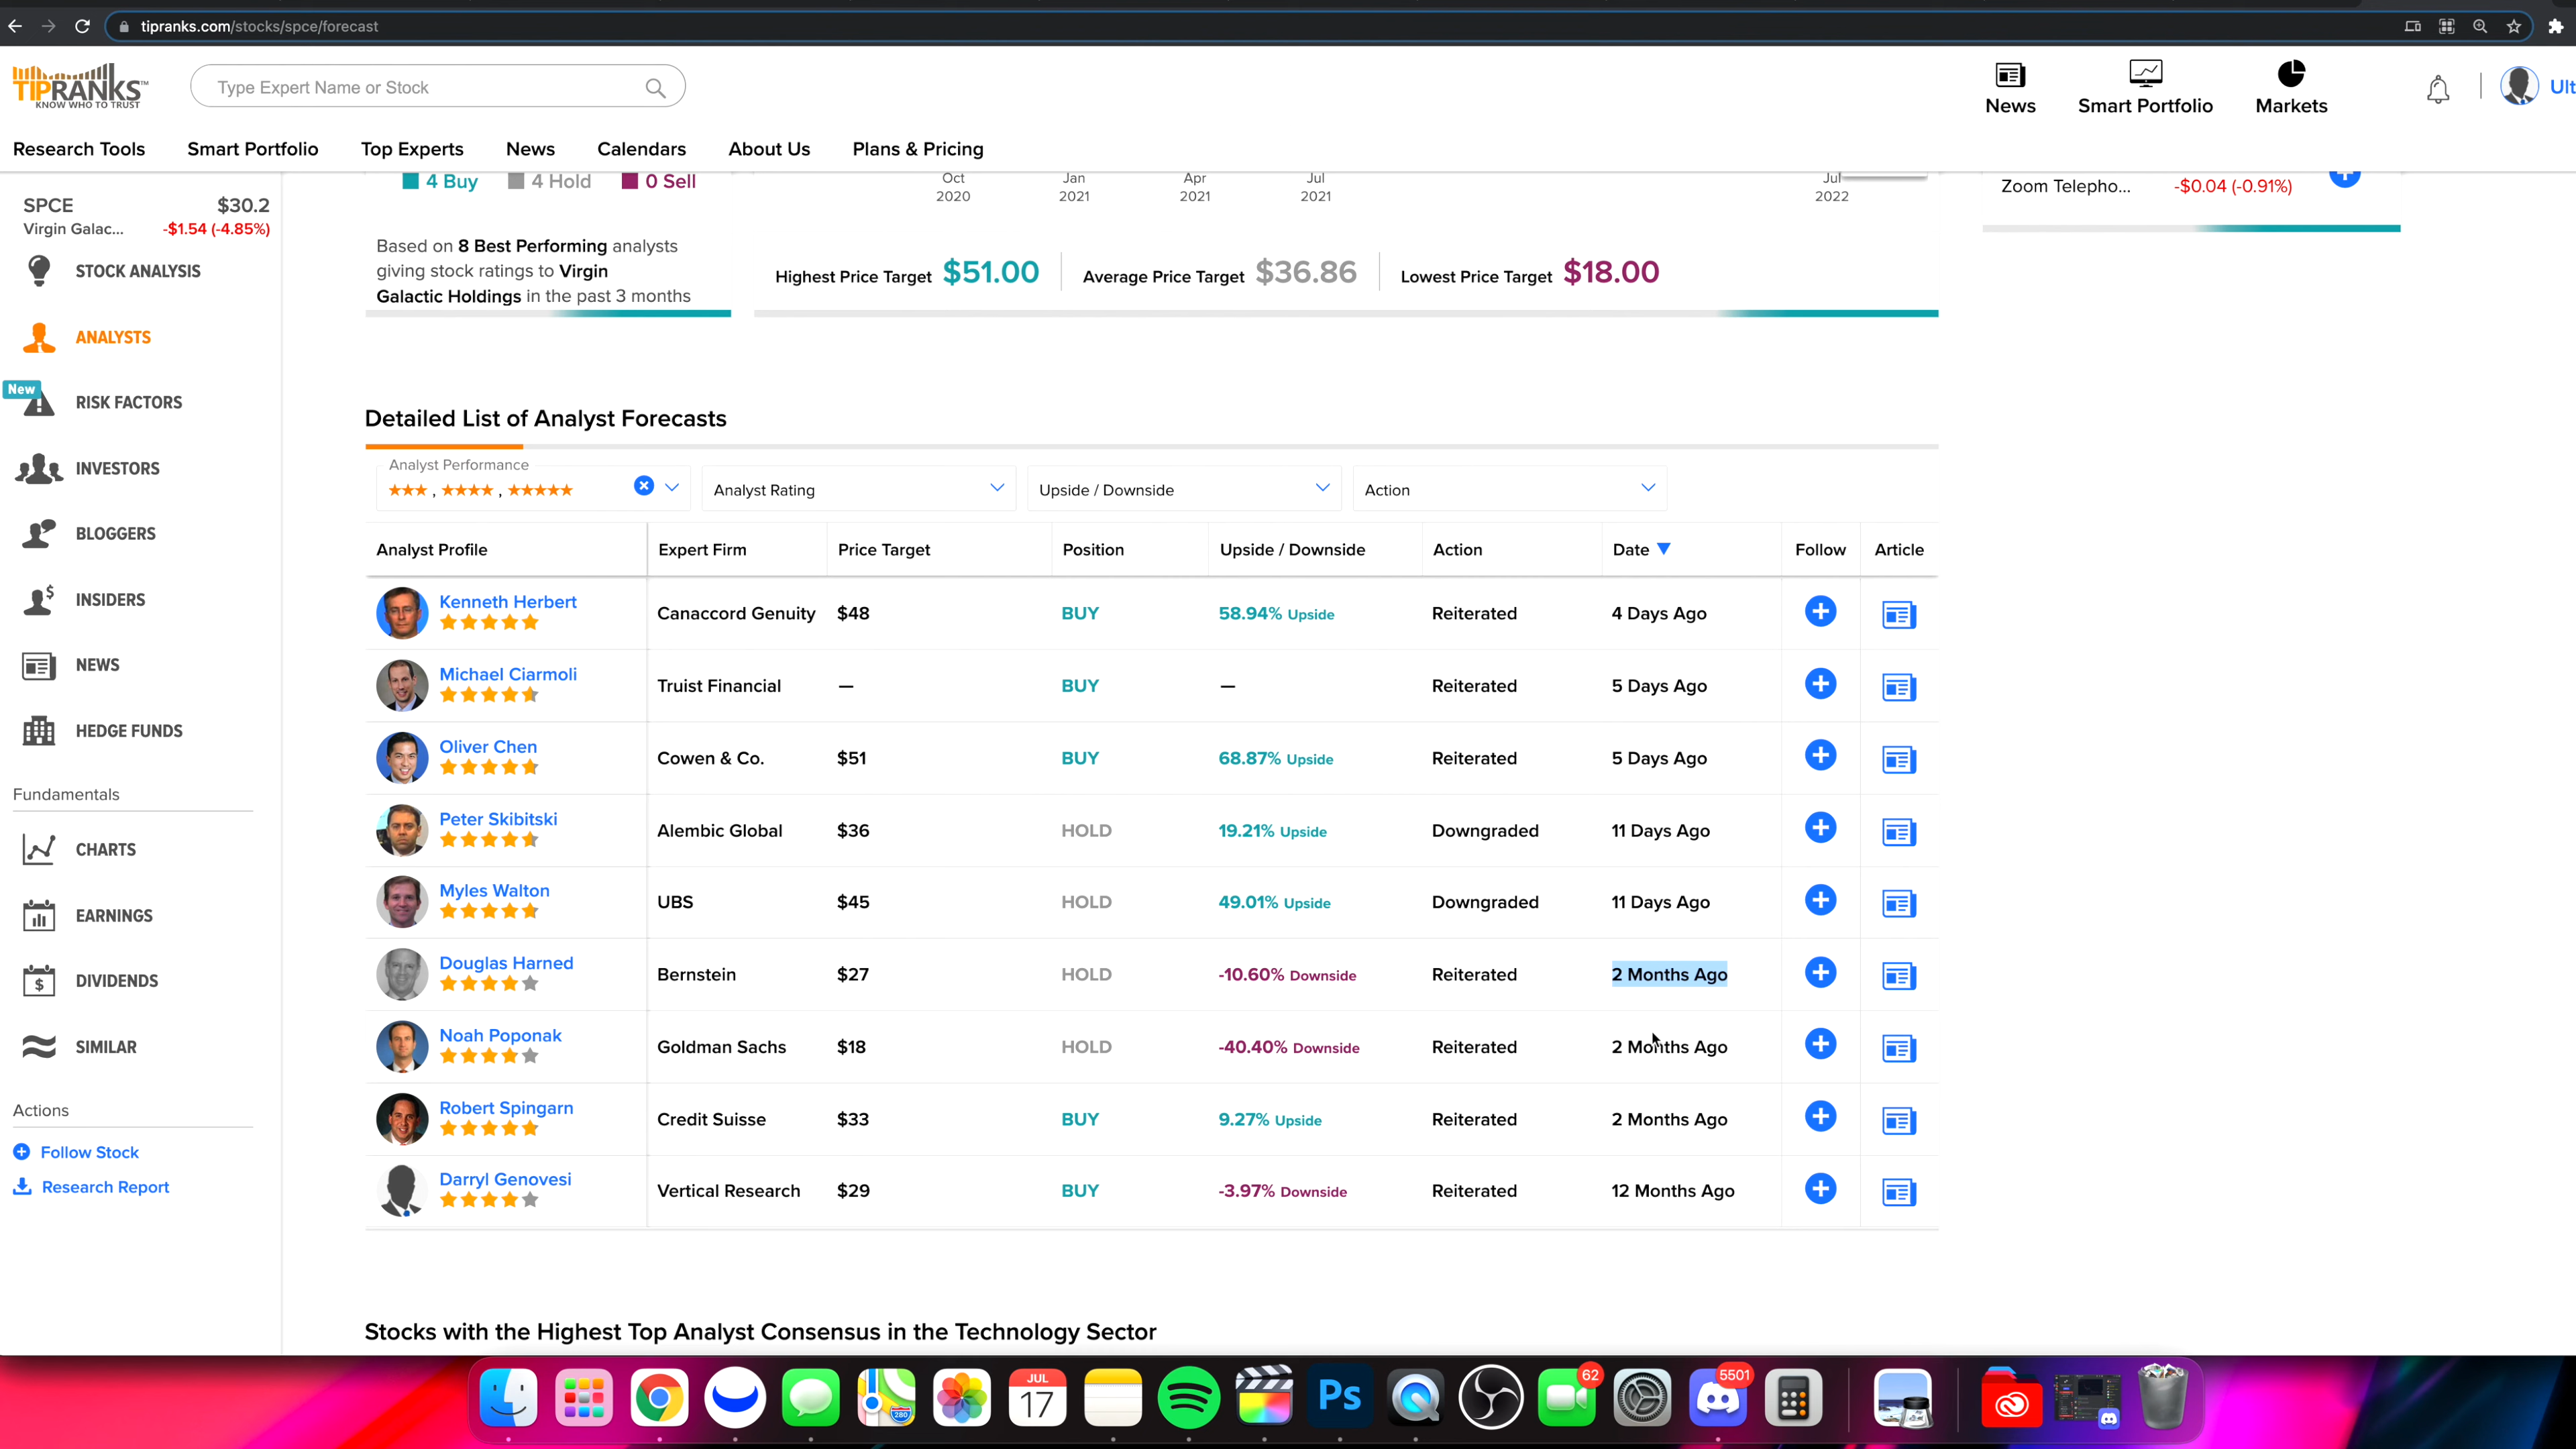 tipranks.com/stocks/spce/forecast
TIPRANKS™
KNOW WHO TO TRUST
Type Expert Name or Stock
News
Smart Portfolio
Markets
Ult
Research Tools
Smart Portfolio
Top Experts
News
Calendars
About Us
Plans & Pricing
SPCE
$30.2
Virgin Galac...
-$1.54 (-4.85%)
STOCK ANALYSIS
ANALYSTS
New
RISK FACTORS
INVESTORS
BLOGGERS
INSIDERS
NEWS
HEDGE FUNDS
Fundamentals
CHARTS
EARNINGS
DIVIDENDS
SIMILAR
Actions
Follow Stock
Research Report
4 Buy
4 Hold
0 Sell
Oct
2020
Jan
2021
Apr
2021
Jul
2021
Jul
2022
Zoom Telepho...
-$0.04 (-0.91%)
Based on 8 Best Performing analysts
giving stock ratings to Virgin
Galactic Holdings in the past 3 months
Highest Price Target $51.00
Average Price Target $36.86
Lowest Price Target $18.00
Detailed List of Analyst Forecasts
Analyst Performance
★★★ , ★★★★ , ★★★★★
Analyst Rating
Upside / Downside
Action
Analyst Profile Expert Firm Price Target Position Upside / Downside Action Date ▼ Follow Article
Kenneth Herbert Canaccord Genuity $48 BUY 58.94% Upside Reiterated 4 Days Ago
Michael Ciarmoli Truist Financial — BUY — Reiterated 5 Days Ago
Oliver Chen Cowen & Co. $51 BUY 68.87% Upside Reiterated 5 Days Ago
Peter Skibitski Alembic Global $36 HOLD 19.21% Upside Downgraded 11 Days Ago
Myles Walton UBS $45 HOLD 49.01% Upside Downgraded 11 Days Ago
Douglas Harned Bernstein $27 HOLD -10.60% Downside Reiterated 2 Months Ago
Noah Poponak Goldman Sachs $18 HOLD -40.40% Downside Reiterated 2 Months Ago
Robert Spingarn Credit Suisse $33 BUY 9.27% Upside Reiterated 2 Months Ago
Darryl Genovesi Vertical Research $29 BUY -3.97% Downside Reiterated 12 Months Ago
Stocks with the Highest Top Analyst Consensus in the Technology Sector
280
JUL
17
Ps
62
5501